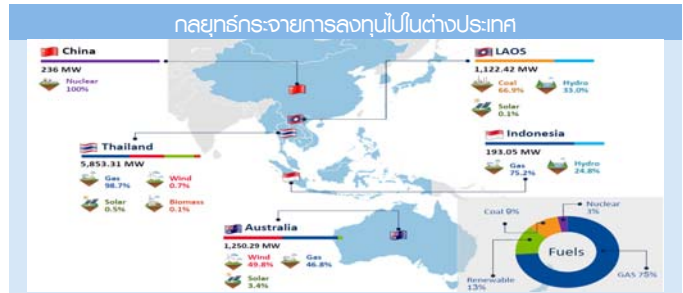 กลยุทธ์กระจายการลงทุนไปในต่างประเทศ
China
236 MW
Nuclear
100%
LAOS
1,122.42 MW
Coal
66.9%
Hydro
33.0%
Solar
0.1%
Thailand
5,853.31 MW
Gas
98.7%
Wind
0.7%
Solar
0.5%
Biomass
0.1%
Indonesia
193.05 MW
Gas
75.2%
Hydro
24.8%
Australia
1,250.29 MW
Wind
49.8%
Gas
46.8%
Solar
3.4%
Nuclear
3%
Coal 9%
Fuels
GAS 75%
Renewable
13%